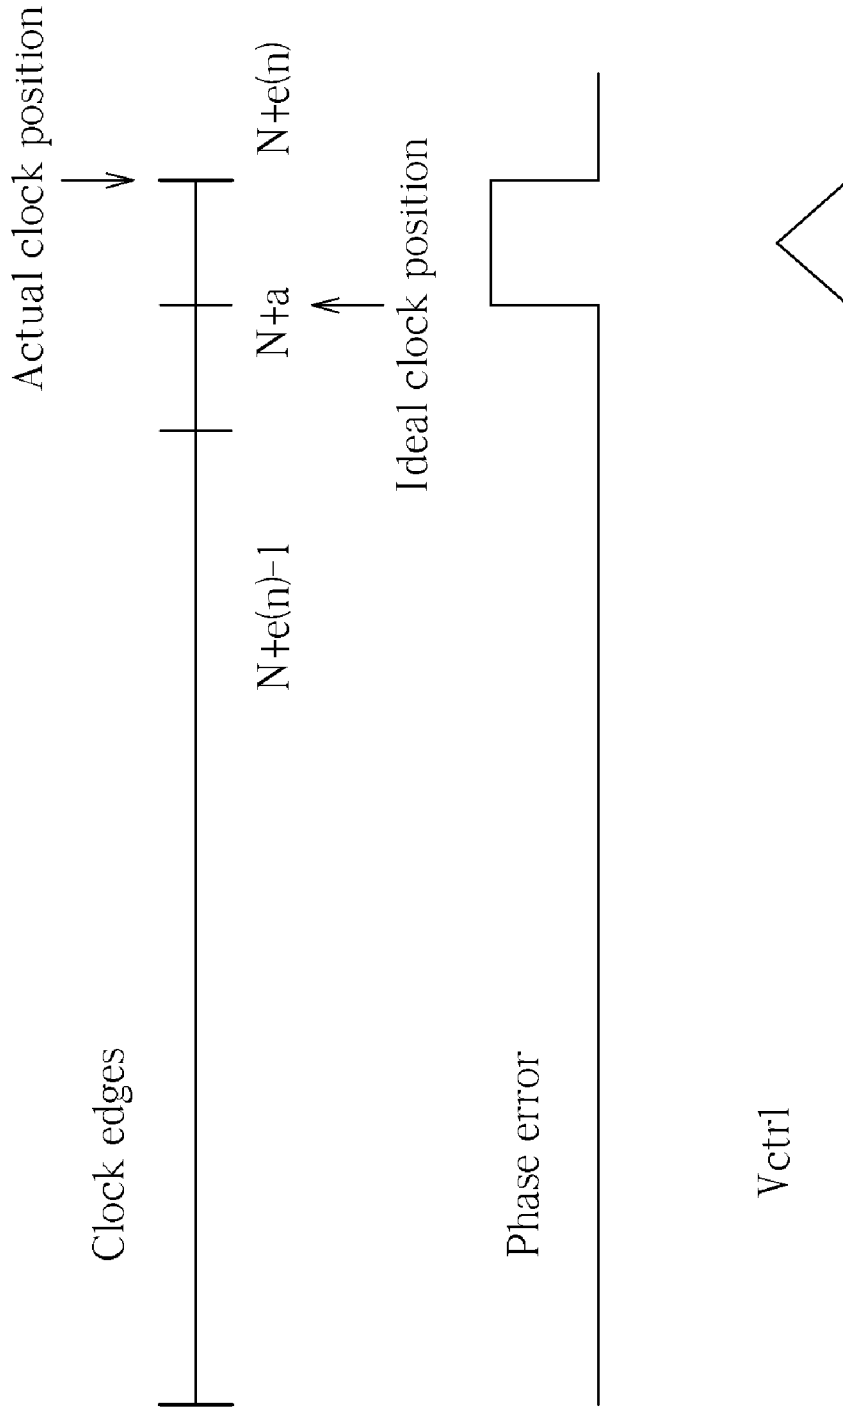 Actual clock position
Clock edges
N+e(n)-1
N+a
N+e(n)
Ideal clock position
Phase error
Vctrl